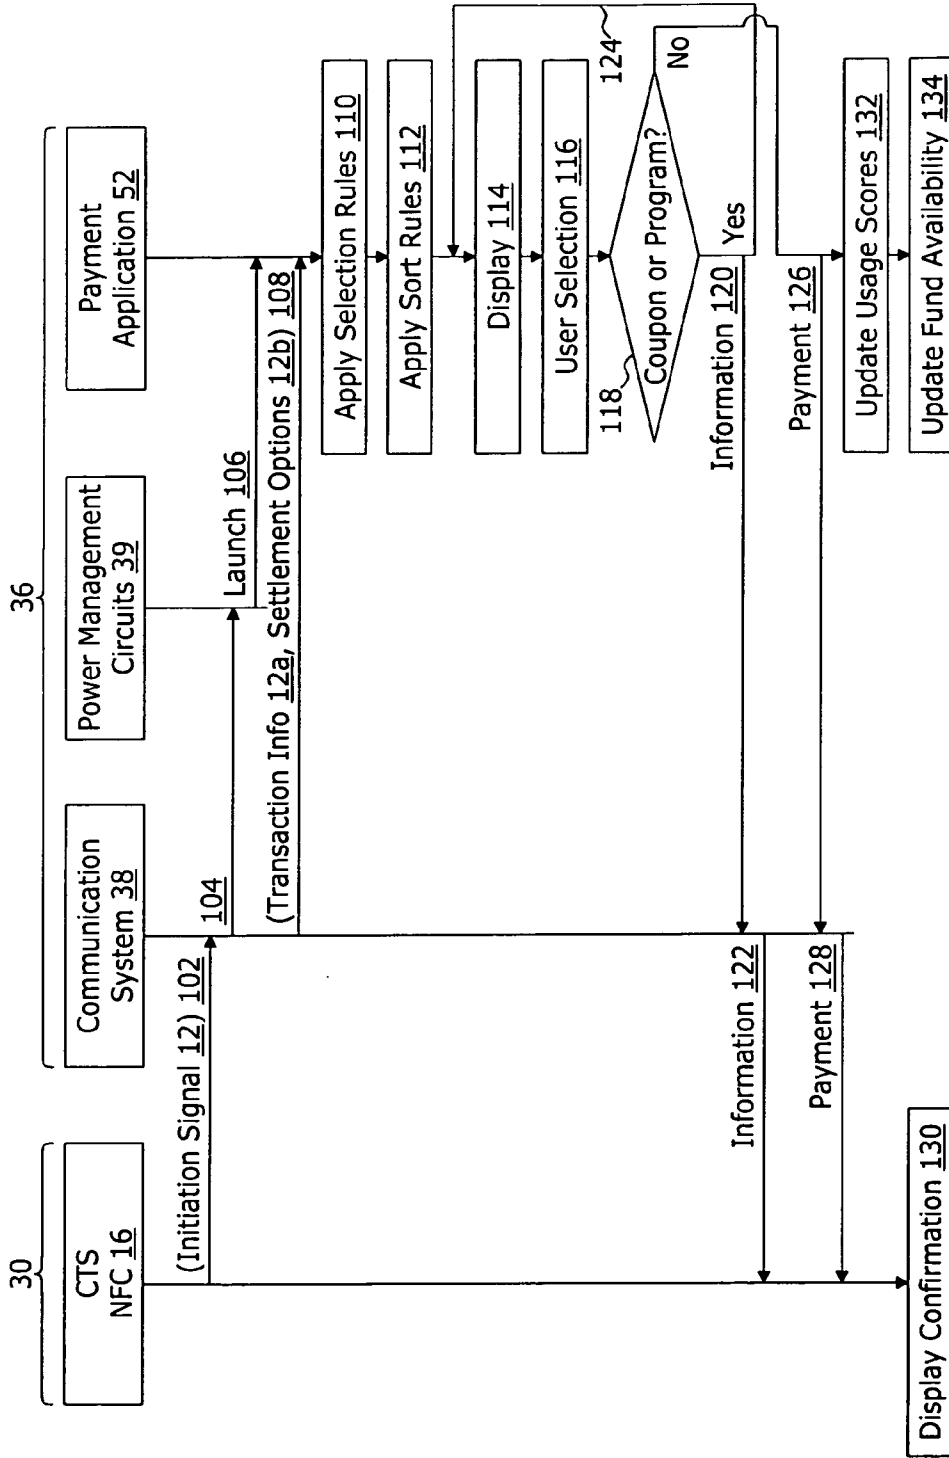 30
36
CTS
NFC 16
Communication
System 38
Power Management
Circuits 39
Payment
Application 52
(Initiation Signal 12) 102
104
Launch 106
(Transaction Info 12a, Settlement Options 12b) 108
Apply Selection Rules 110
Apply Sort Rules 112
124
Display 114
User Selection 116
118
Coupon or Program?
No
Yes
Information 120
Information 122
Payment 126
Payment 128
Update Usage Scores 132
Display Confirmation 130
Update Fund Availability 134